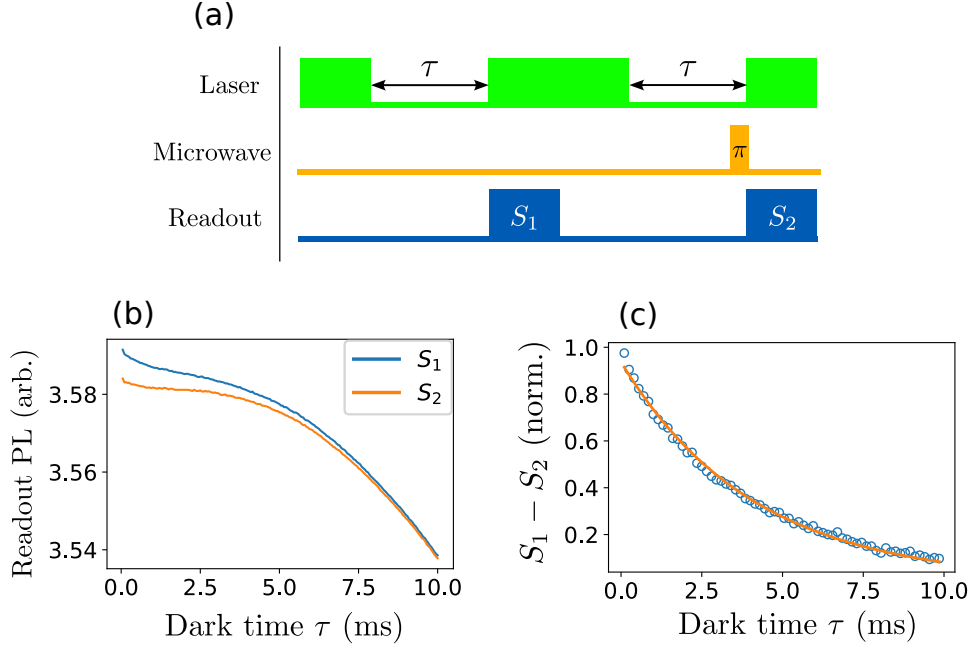 (a)
Laser
τ
τ
Microwave
π
Readout
S₁
S₂
(b)
Readout PL (arb.)
3.58
3.56
3.54
S₁
S₂
0.0
2.5
5.0
7.5
10.0
Dark time τ (ms)
(c)
S₁ − S₂ (norm.)
1.0
0.8
0.6
0.4
0.2
0.0
2.5
5.0
7.5
10.0
Dark time τ (ms)